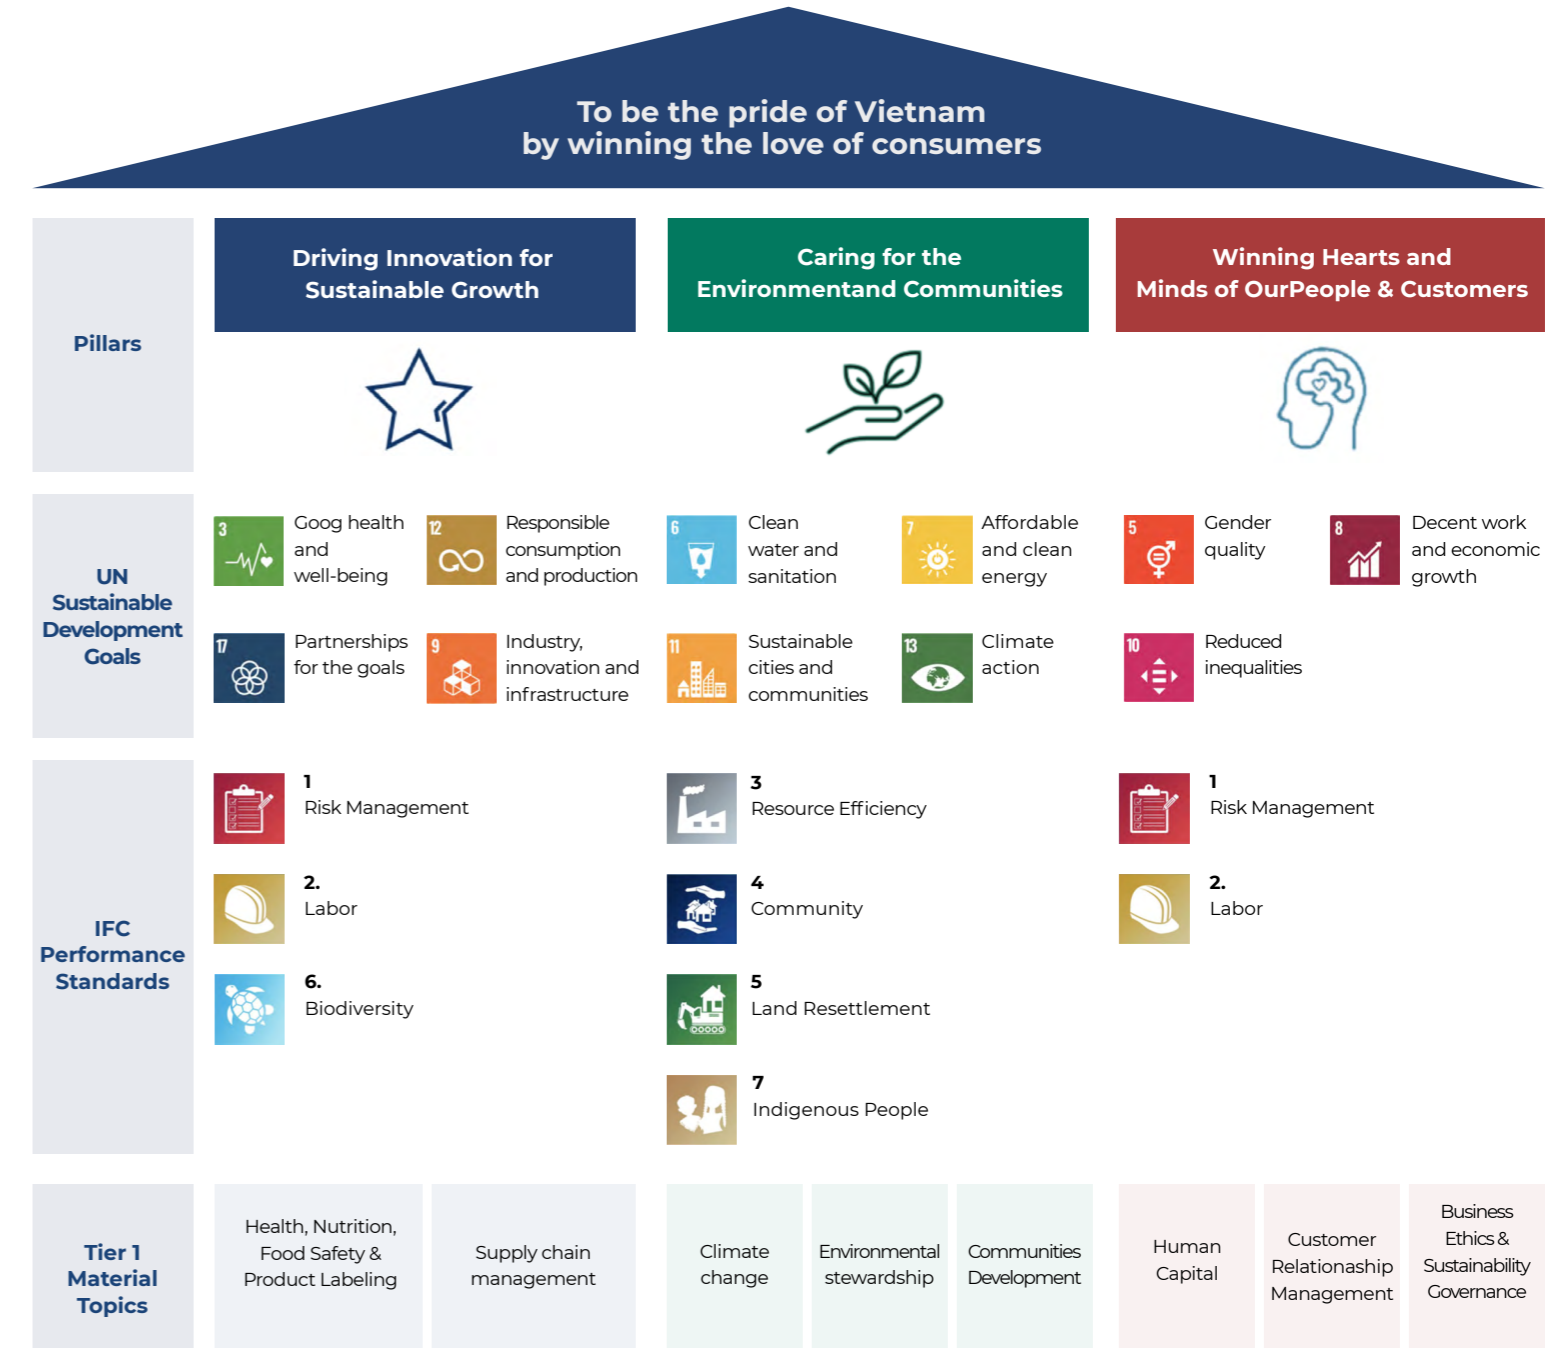 To be the pride of Vietnam
by winning the love of consumers
Pillars
Driving Innovation for
Sustainable Growth
Caring for the
Environmentand Communities
Winning Hearts and
Minds of OurPeople & Customers
UN
Sustainable
Development
Goals
3
Goog health
and
well-being
12
Responsible
consumption
and production
6
Clean
water and
sanitation
7
Affordable
and clean
energy
5
Gender
quality
8
Decent work
and economic
growth
17
Partnerships
for the goals
9
Industry,
innovation and
infrastructure
11
Sustainable
cities and
communities
13
Climate
action
10
Reduced
inequalities
IFC
Performance
Standards
1
Risk Management
2.
Labor
6.
Biodiversity
3
Resource Efficiency
4
Community
5
Land Resettlement
7
Indigenous People
1
Risk Management
2.
Labor
Tier 1
Material
Topics
Health, Nutrition,
Food Safety &
Product Labeling
Supply chain
management
Climate
change
Environmental
stewardship
Communities
Development
Human
Capital
Customer
Relationaship
Management
Business
Ethics &
Sustainability
Governance